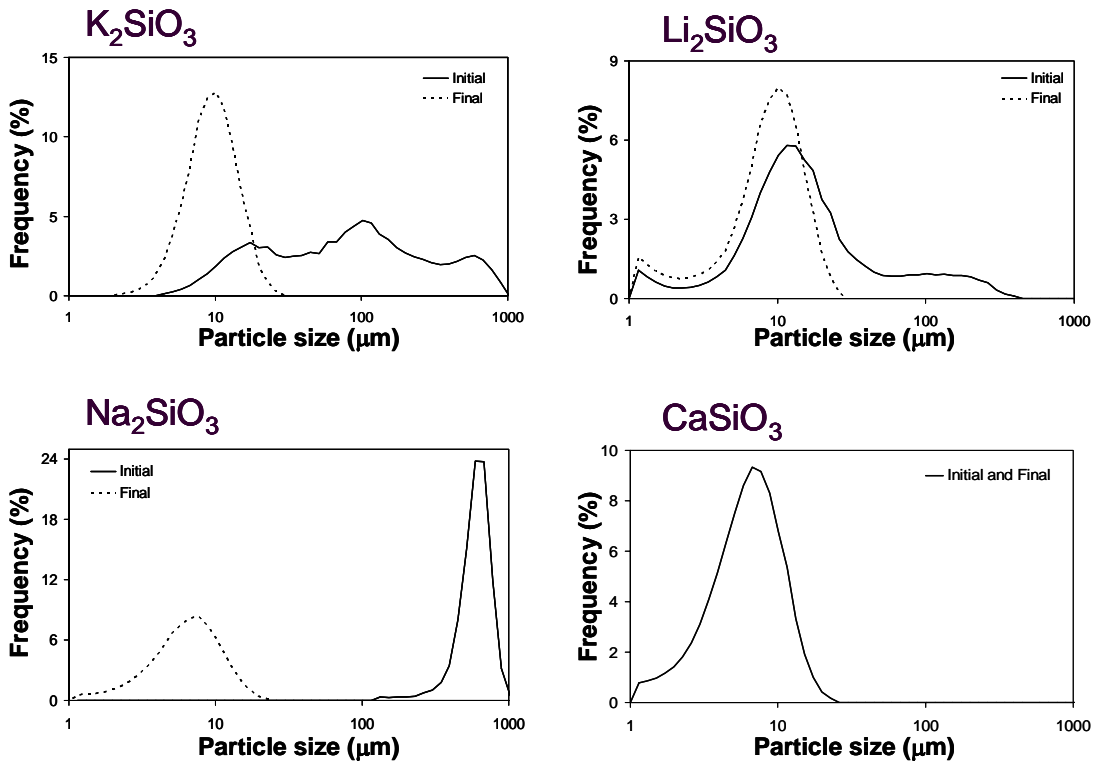 K₂SiO₃
15
10
5
0
Frequency (%)
Initial
Final
1
10
100
1000
Particle size (μm)
Li₂SiO₃
9
6
3
0
Frequency (%)
Initial
Final
1
10
100
1000
Particle size (μm)
Na₂SiO₃
24
18
12
6
0
Frequency (%)
Initial
Final
1
10
100
1000
Particle size (μm)
CaSiO₃
10
8
6
4
2
0
Frequency (%)
Initial and Final
1
10
100
1000
Particle size (μm)